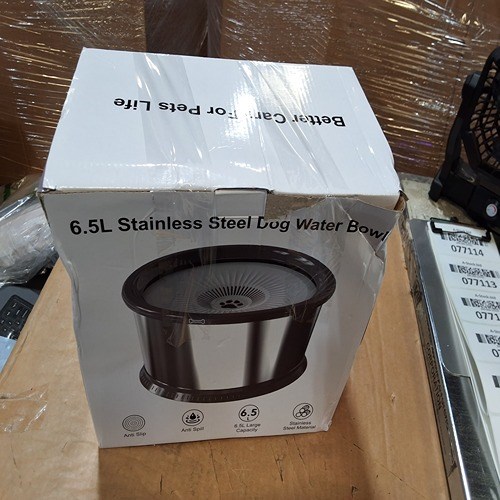 Better Care For Pets Life
6.5L Stainless Steel Dog Water Bowl
Anti Slip
Anti Spill
6.5
L
6.5L Large
Capacity
Stainless
Steel Material
077114
077113